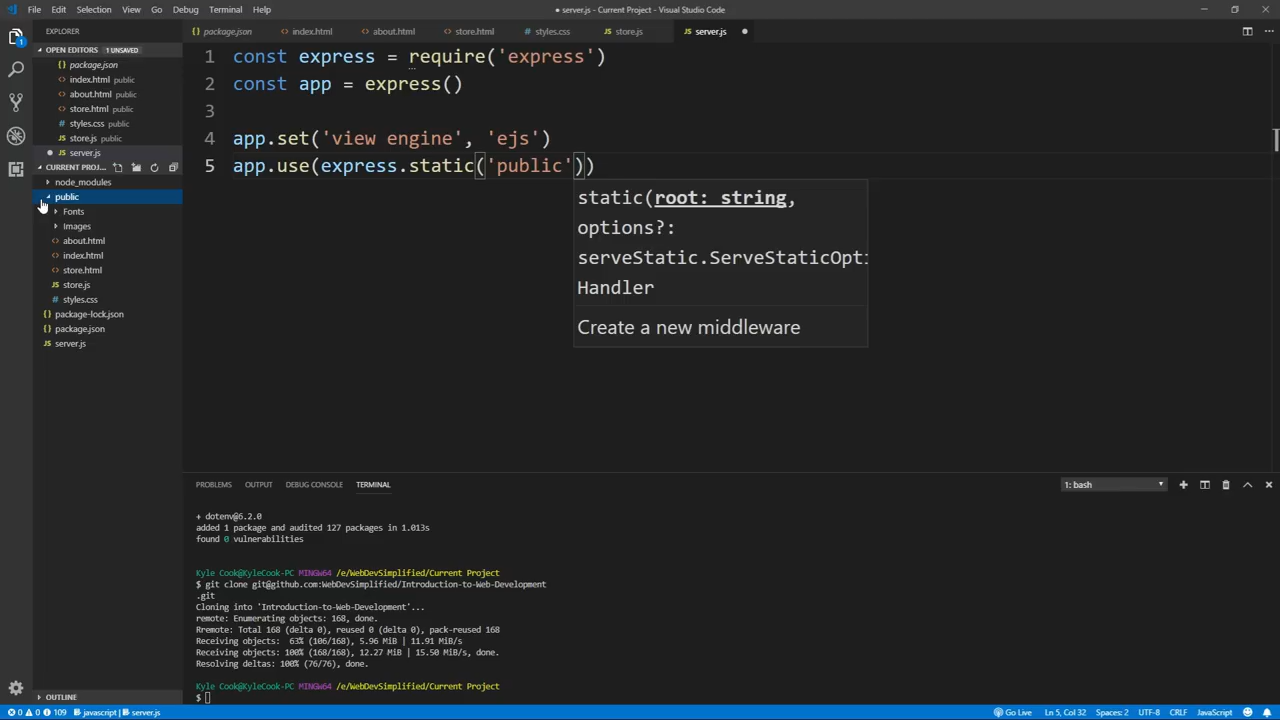 File Edit Selection View Go Debug Terminal Help
● server.js - Current Project - Visual Studio Code
EXPLORER
package.json index.html about.html store.html styles.css store.js server.js
OPEN EDITORS 1 UNSAVED
package.json
index.html public
about.html public
store.html public
styles.css public
store.js public
server.js
CURRENT PROJ...
node_modules
public
Fonts
Images
about.html
index.html
store.html
store.js
styles.css
package-lock.json
package.json
server.js
OUTLINE
1 const express = require('express')
2 const app = express()
3
4 app.set('view engine', 'ejs')
5 app.use(express.static('public'))
static(root: string,
options?:
serveStatic.ServeStaticOpti
Handler
Create a new middleware
PROBLEMS OUTPUT DEBUG CONSOLE TERMINAL 1: bash
+ dotenv@6.2.0
added 1 package and audited 127 packages in 1.013s
found 0 vulnerabilities
Kyle Cook@KyleCook-PC MINGW64 /e/WebDevSimplified/Current Project
$ git clone git@github.com:WebDevSimplified/Introduction-to-Web-Development
.git
Cloning into 'Introduction-to-Web-Development'...
remote: Enumerating objects: 168, done.
Rremote: Total 168 (delta 0), reused 0 (delta 0), pack-reused 168
Receiving objects: 63% (106/168), 5.96 MiB | 11.91 MiB/s
Receiving objects: 100% (168/168), 12.27 MiB | 15.50 MiB/s, done.
Resolving deltas: 100% (76/76), done.
Kyle Cook@KyleCook-PC MINGW64 /e/WebDevSimplified/Current Project
$
0 0 109 javascript | server.js Go Live Ln 5, Col 32 Spaces: 2 UTF-8 CRLF JavaScript